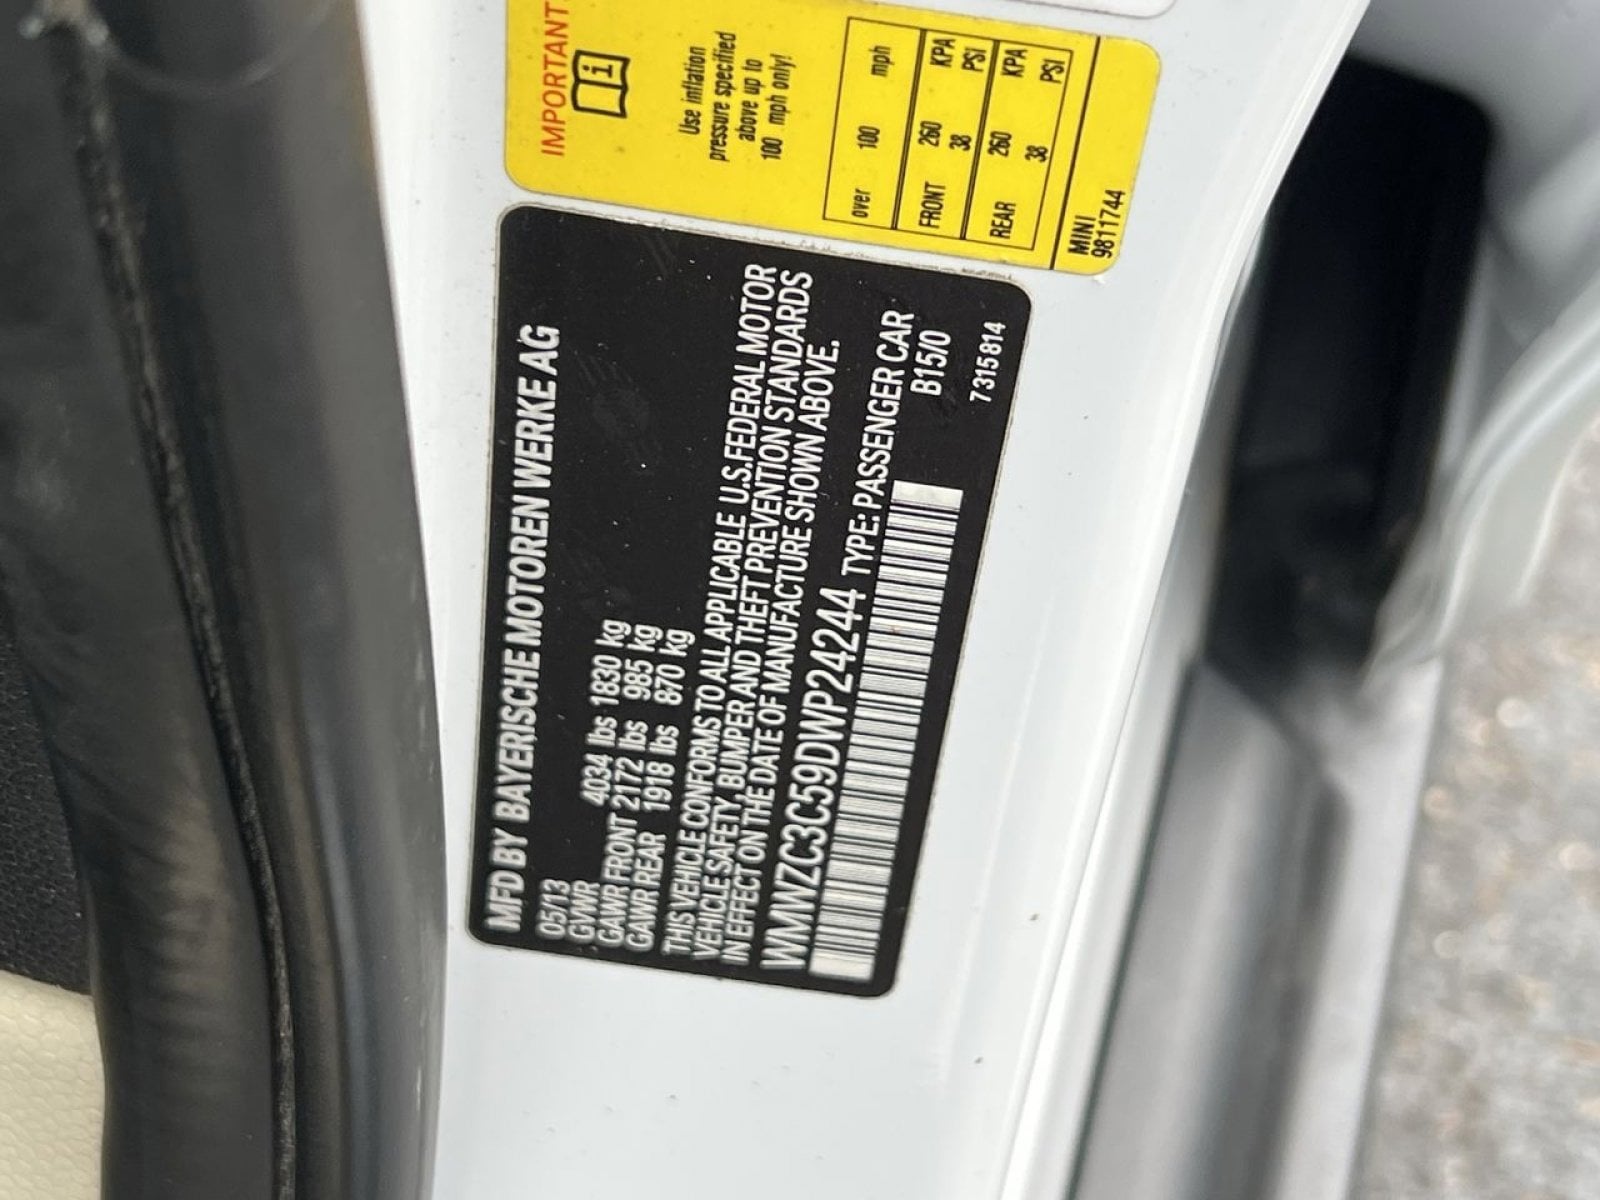 MFD BY BAYERISCHE MOTOREN WERKE AG
05/13
GVWR 4034 lbs 1830 kg
GAWR FRONT 2172 lbs 985 kg
GAWR REAR 1918 lbs 870 kg
THIS VEHICLE CONFORMS TO ALL APPLICABLE U.S.FEDERAL MOTOR
VEHICLE SAFETY, BUMPER AND THEFT PREVENTION STANDARDS
IN EFFECT ON THE DATE OF MANUFACTURE SHOWN ABOVE.
WMWZC3C59DWP24244 TYPE: PASSENGER CAR
B15/0
7 315 814
IMPORTANT:
i
Use inflation
pressure specified
above up to
100 mph only!
over 100 mph
FRONT 260 KPA
38 PSI
REAR 260 KPA
38 PSI
MINI
9811744